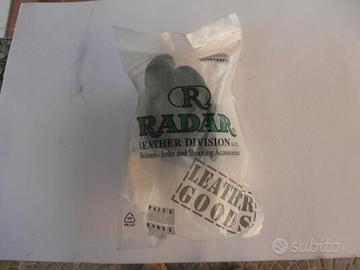 R
RADAR
LEATHER DIVISION s.r.l.
Holsters - Belts and Shooting Accessories
LEATHER
GOODS
subito